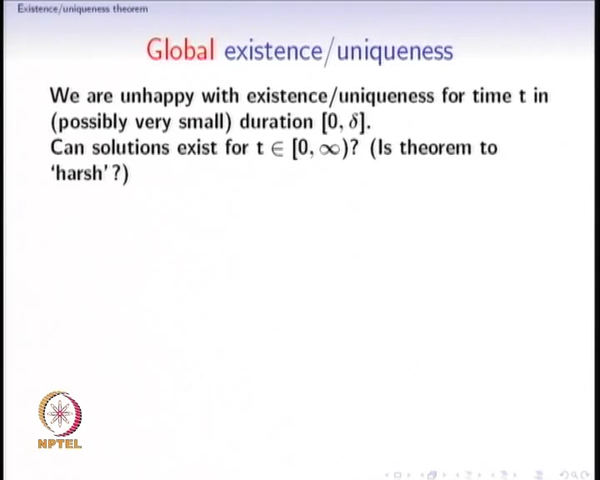 Existence/uniqueness theorem
Global existence/uniqueness
We are unhappy with existence/uniqueness for time t in
(possibly very small) duration [0, δ].
Can solutions exist for t ∈ [0, ∞)? (Is theorem to
'harsh'?)
NPTEL